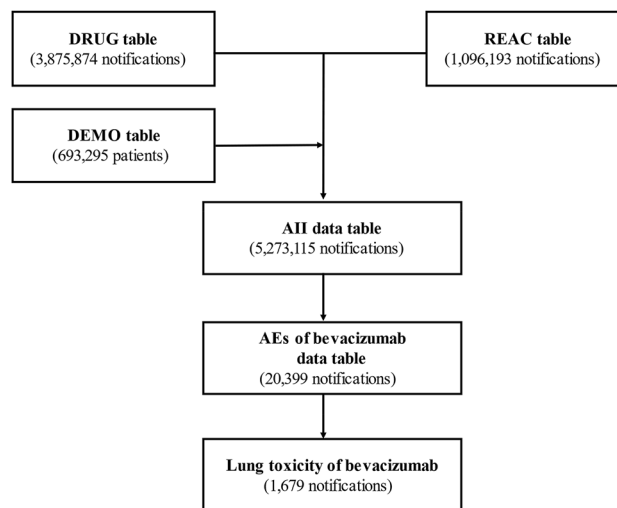 DRUG table
(3,875,874 notifications)
REAC table
(1,096,193 notifications)
DEMO table
(693,295 patients)
AII data table
(5,273,115 notifications)
AEs of bevacizumab
data table
(20,399 notifications)
Lung toxicity of bevacizumab
(1,679 notifications)